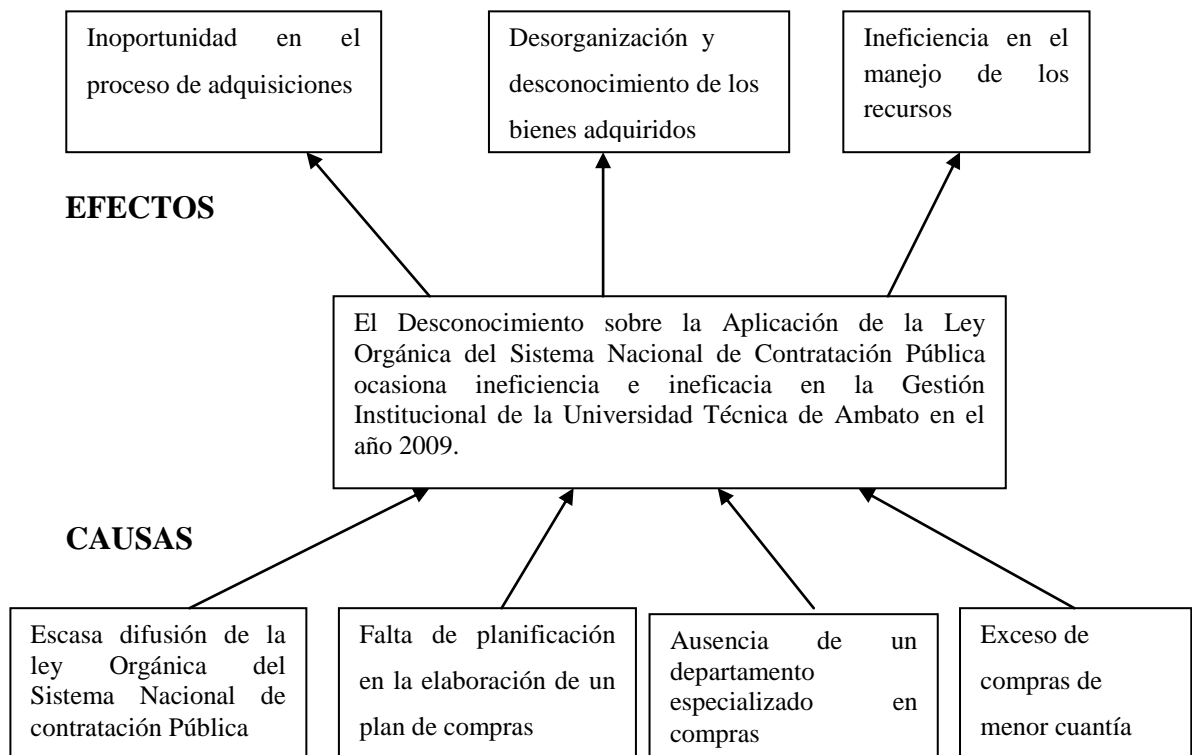 Inoportunidad en el
proceso de adquisiciones
Desorganización y
desconocimiento de los
bienes adquiridos
Ineficiencia en el
manejo de los
recursos
EFECTOS
El Desconocimiento sobre la Aplicación de la Ley
Orgánica del Sistema Nacional de Contratación Pública
ocasiona ineficiencia e ineficacia en la Gestión
Institucional de la Universidad Técnica de Ambato en el
año 2009.
CAUSAS
Escasa difusión de la
ley Orgánica del
Sistema Nacional de
contratación Pública
Falta de planificación
en la elaboración de un
plan de compras
Ausencia de un
departamento
especializado en
compras
Exceso de
compras de
menor cuantía